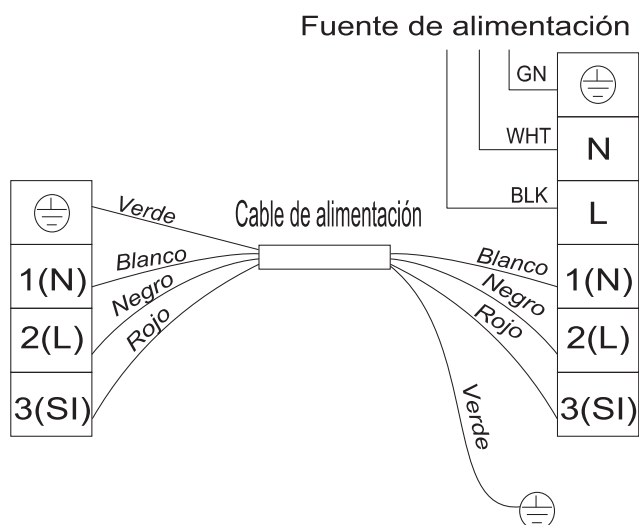 Fuente de alimentación
GN
WHT
N
BLK
L
Verde
Cable de alimentación
1(N)
Blanco
Blanco
1(N)
2(L)
Negro
Negro
2(L)
3(SI)
Rojo
Rojo
3(SI)
Verde